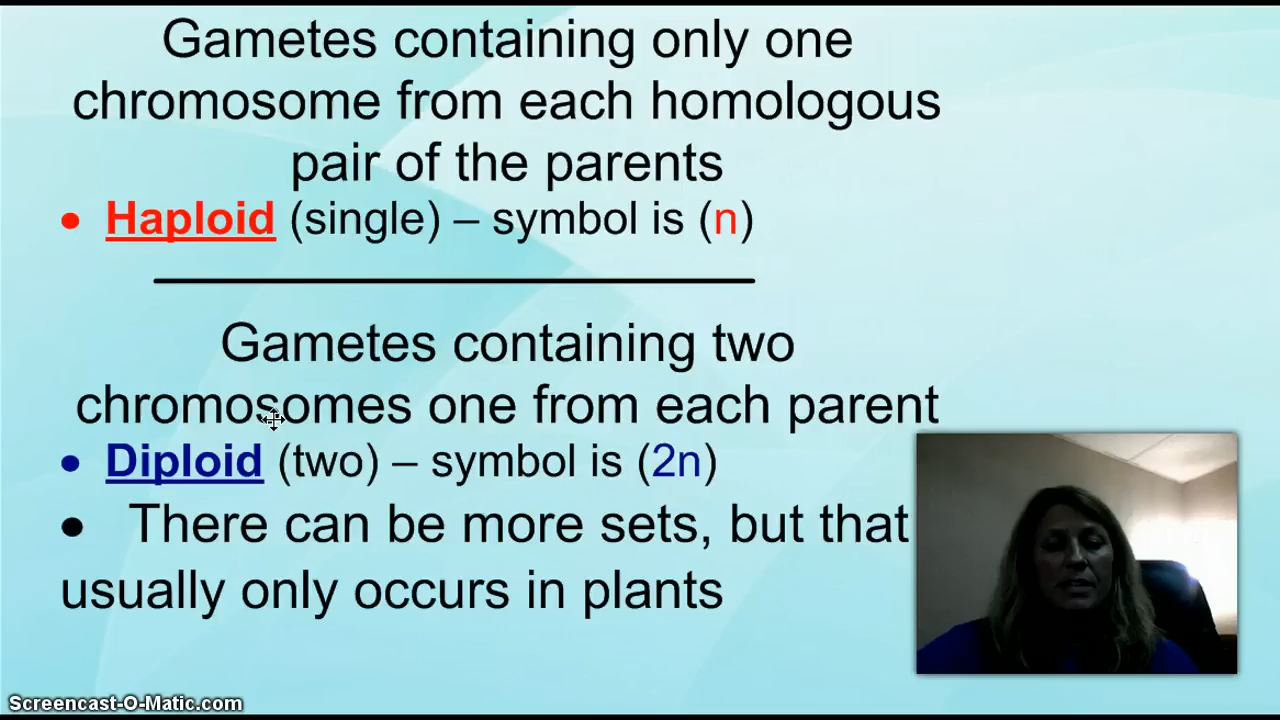 Gametes containing only one
chromosome from each homologous
pair of the parents
• Haploid (single) – symbol is (n)
Gametes containing two
chromosomes one from each parent
• Diploid (two) – symbol is (2n)
• There can be more sets, but that
usually only occurs in plants
Screencast-O-Matic.com